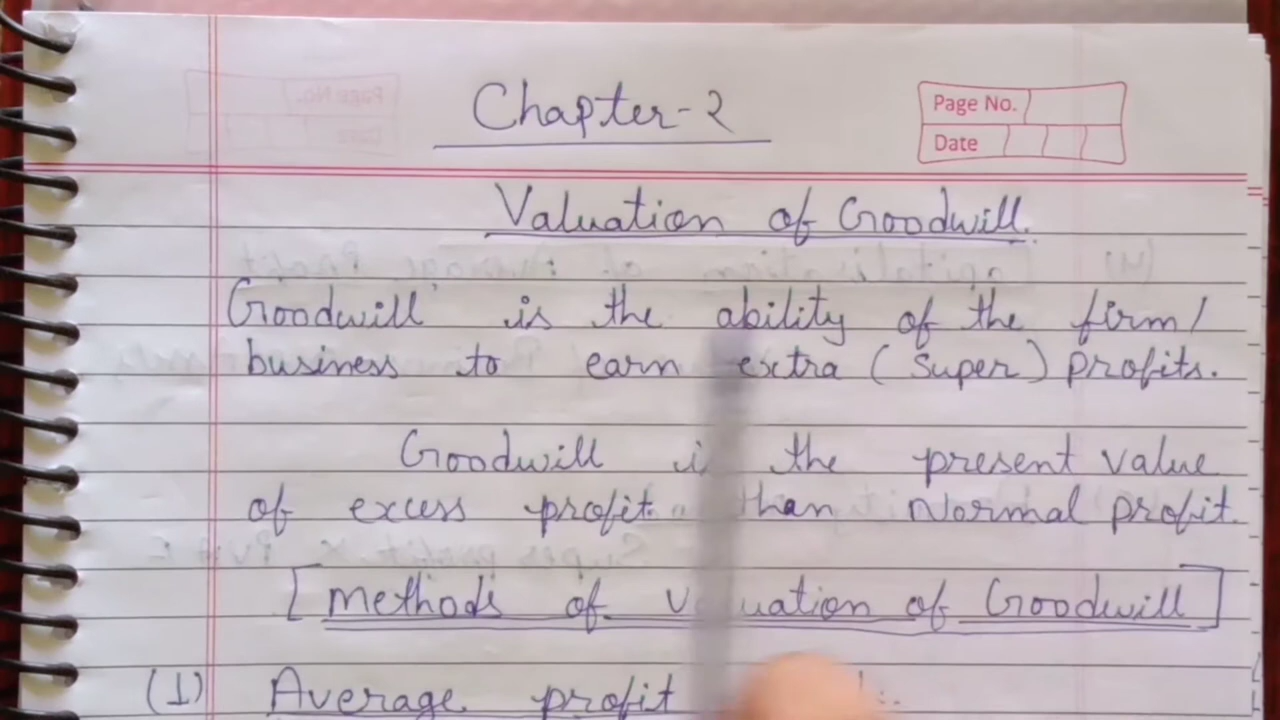 Chapter-2
Page No.
Date
Valuation of Goodwill.
Goodwill is the ability of the firm/
business to earn extra (Super) profits.
Goodwill is the present value
of excess profit than Normal profit.
[Methods of Valuation of Goodwill]
(1) Average profit